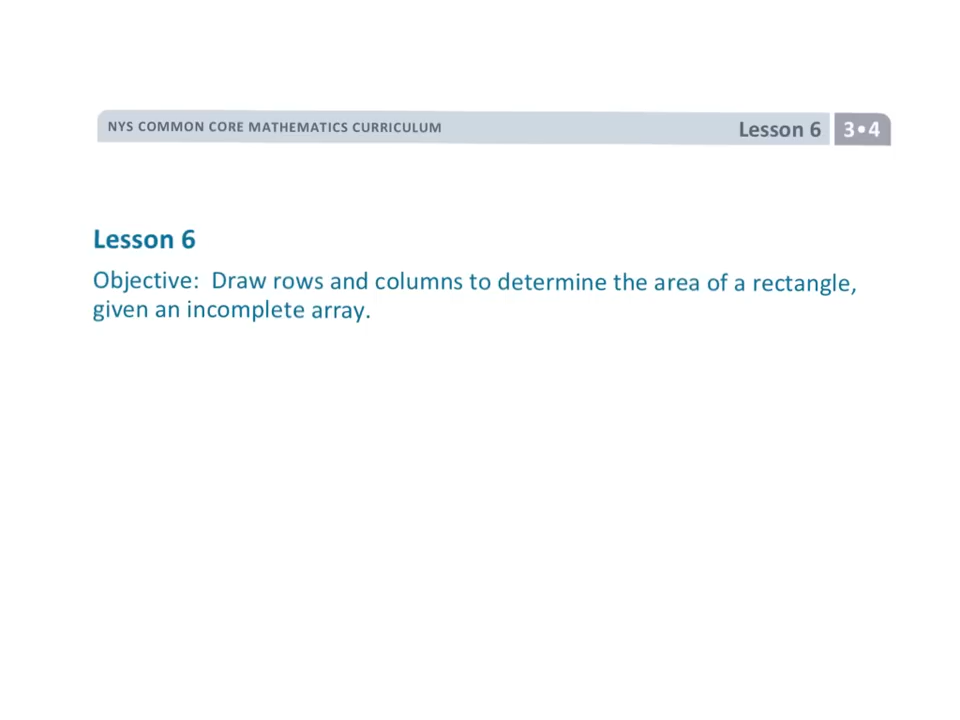 NYS COMMON CORE MATHEMATICS CURRICULUM
Lesson 6
3•4
Lesson 6
Objective: Draw rows and columns to determine the area of a rectangle,
given an incomplete array.